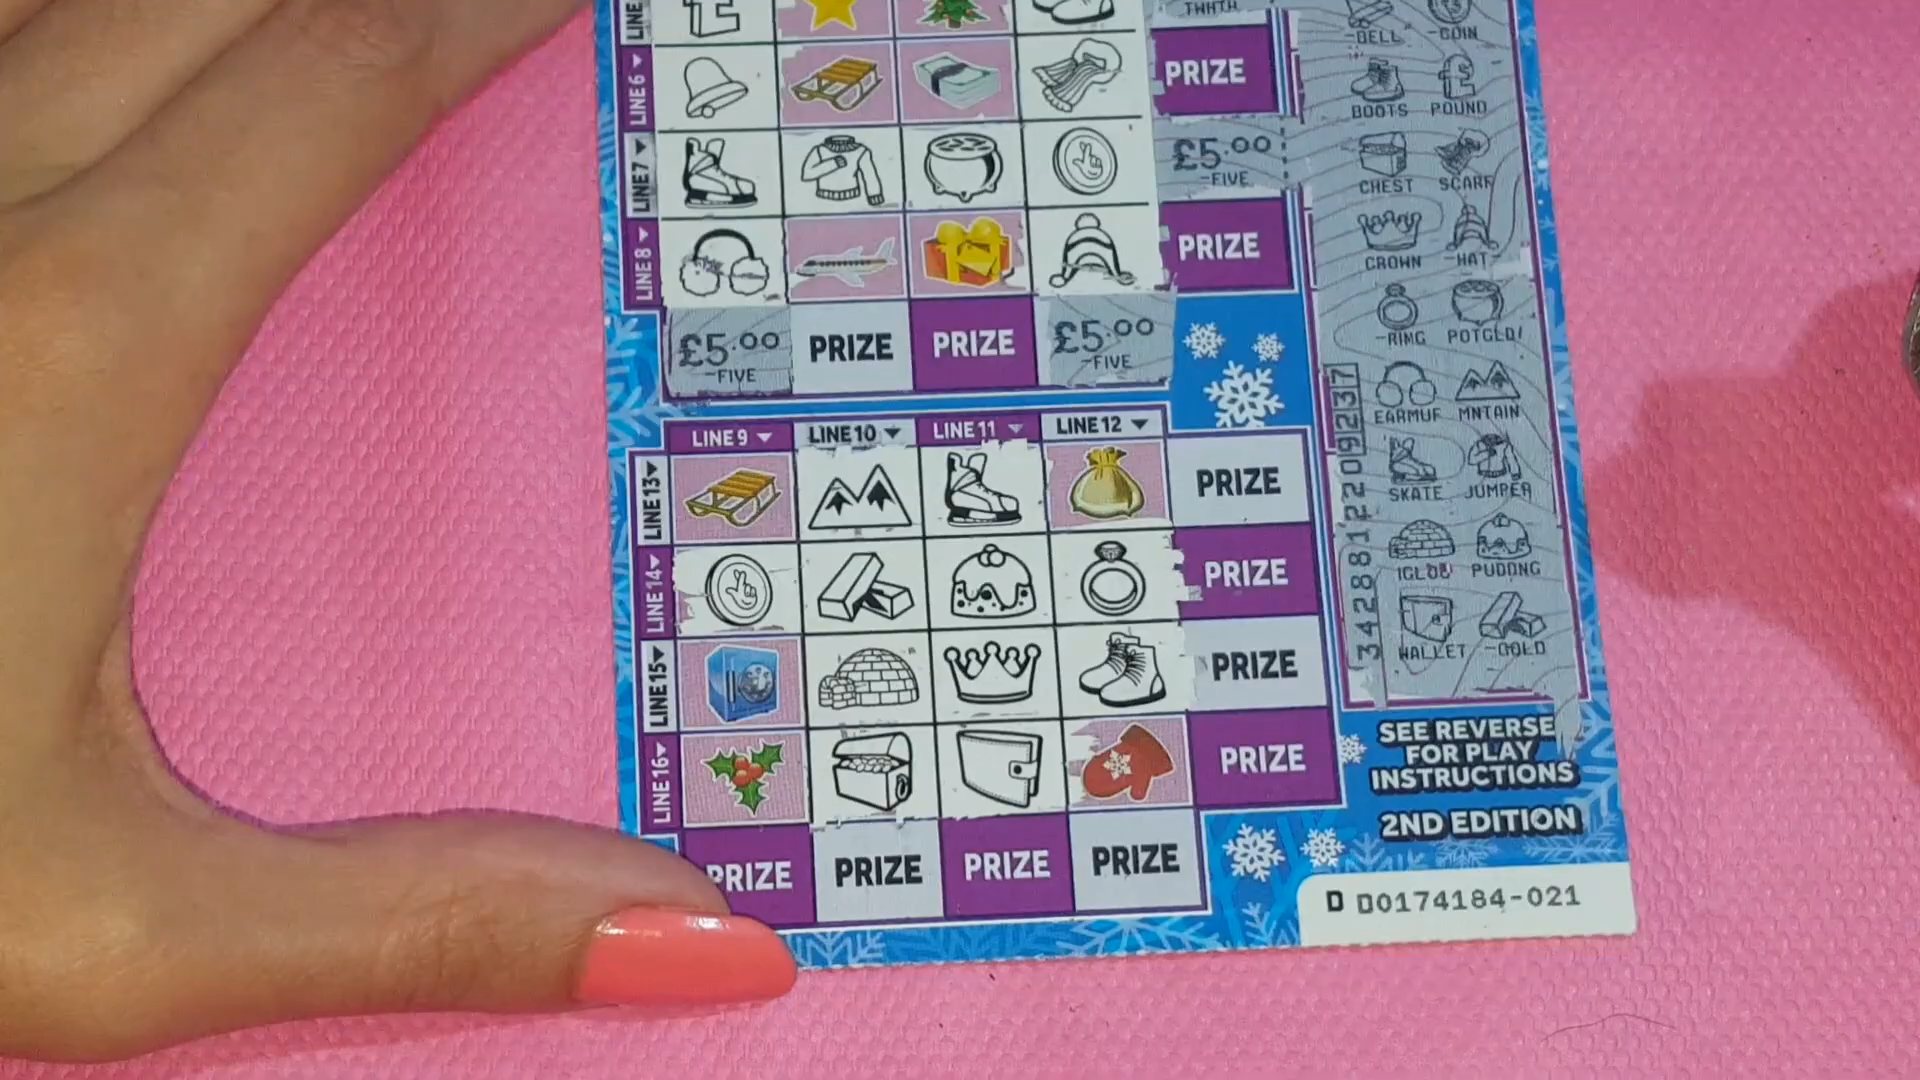 LINE
BELL COIN
LINE 6 PRIZE
BOOTS POUND
LINE 7 £5.00
FIVE
CHEST SCARF
LINE 8 PRIZE
CROWN HAT
£5.00 PRIZE PRIZE £5.00
FIVE FIVE
RING POTGLD
EARMUF MNTAIN
LINE 9 LINE 10 LINE 11 LINE 12
LINE 13 PRIZE
SKATE JUMPER
LINE 14 PRIZE
IGLOO PUDDNG
LINE 15 PRIZE
WALLET GOLD
LINE 16 PRIZE
PRIZE PRIZE PRIZE PRIZE
SEE REVERSE
FOR PLAY
INSTRUCTIONS
2ND EDITION
D D0174184-021